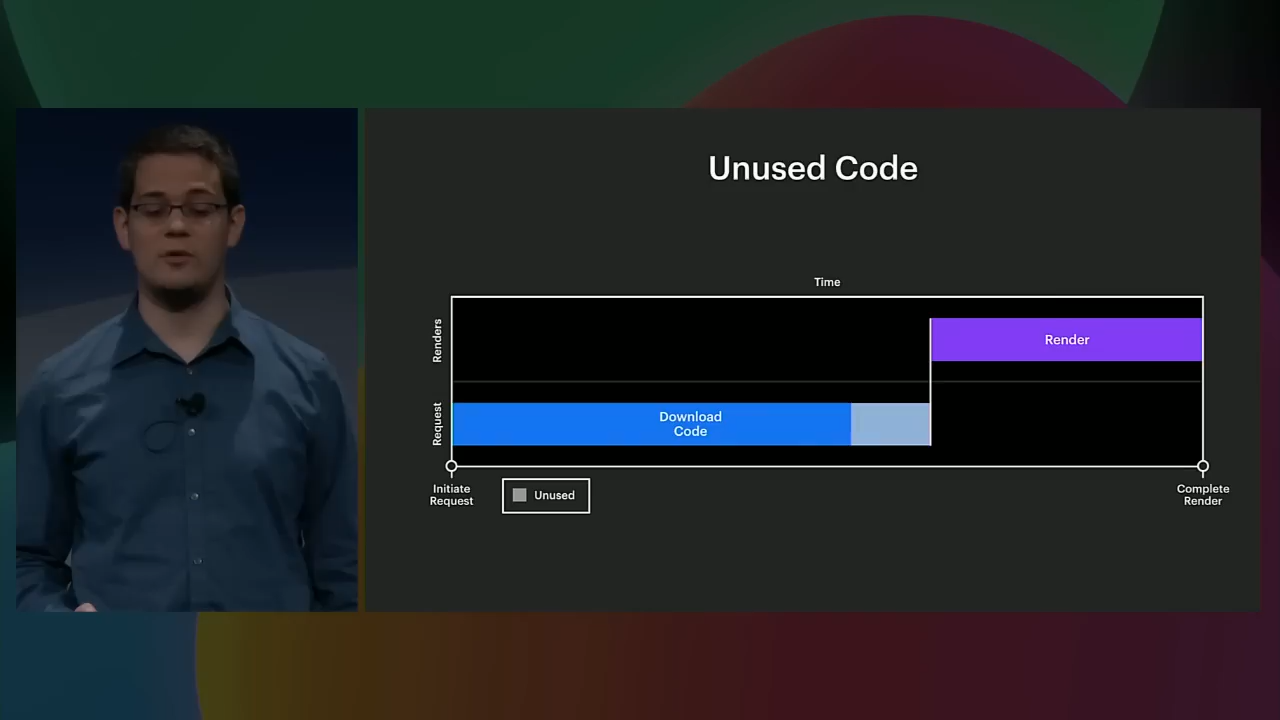 Unused Code
Time
Renders
Render
Request
Download
Code
Initiate
Request
Unused
Complete
Render